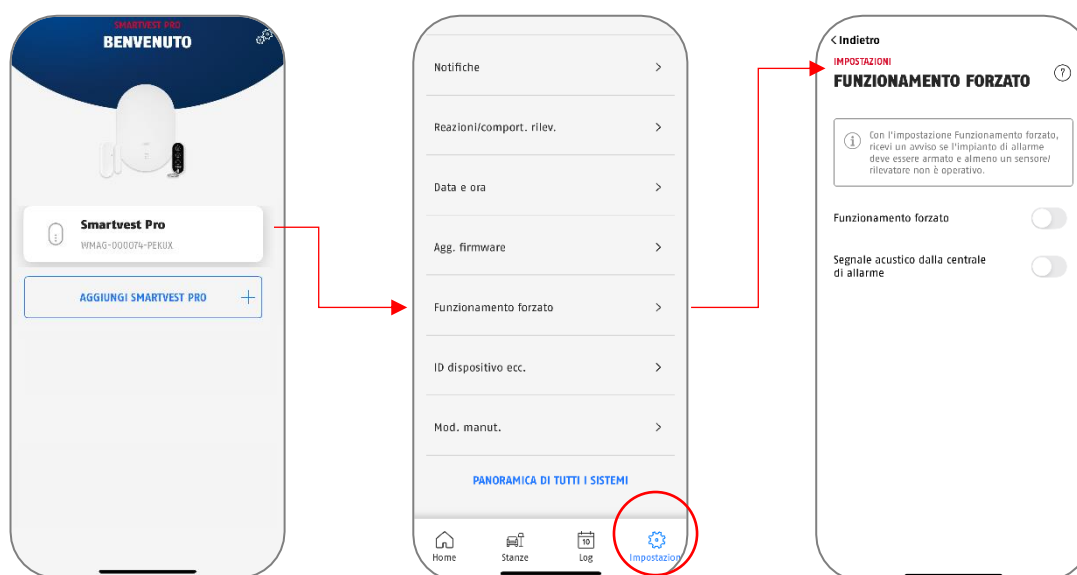 SMARTVEST PRO
BENVENUTO
Smartvest Pro
WMAG-000074-PEKUX
AGGIUNGI SMARTVEST PRO
Notifiche
Reazioni/comport. rilev.
Data e ora
Agg. firmware
Funzionamento forzato
ID dispositivo ecc.
Mod. manut.
PANORAMICA DI TUTTI I SISTEMI
Home
Stanze
10
Log
Impostazion
< Indietro
IMPOSTAZIONI
FUNZIONAMENTO FORZATO
?
i
Con l'impostazione Funzionamento forzato,
ricevi un avviso se l'impianto di allarme
deve essere armato e almeno un sensore/
rilevatore non è operativo.
Funzionamento forzato
Segnale acustico dalla centrale
di allarme